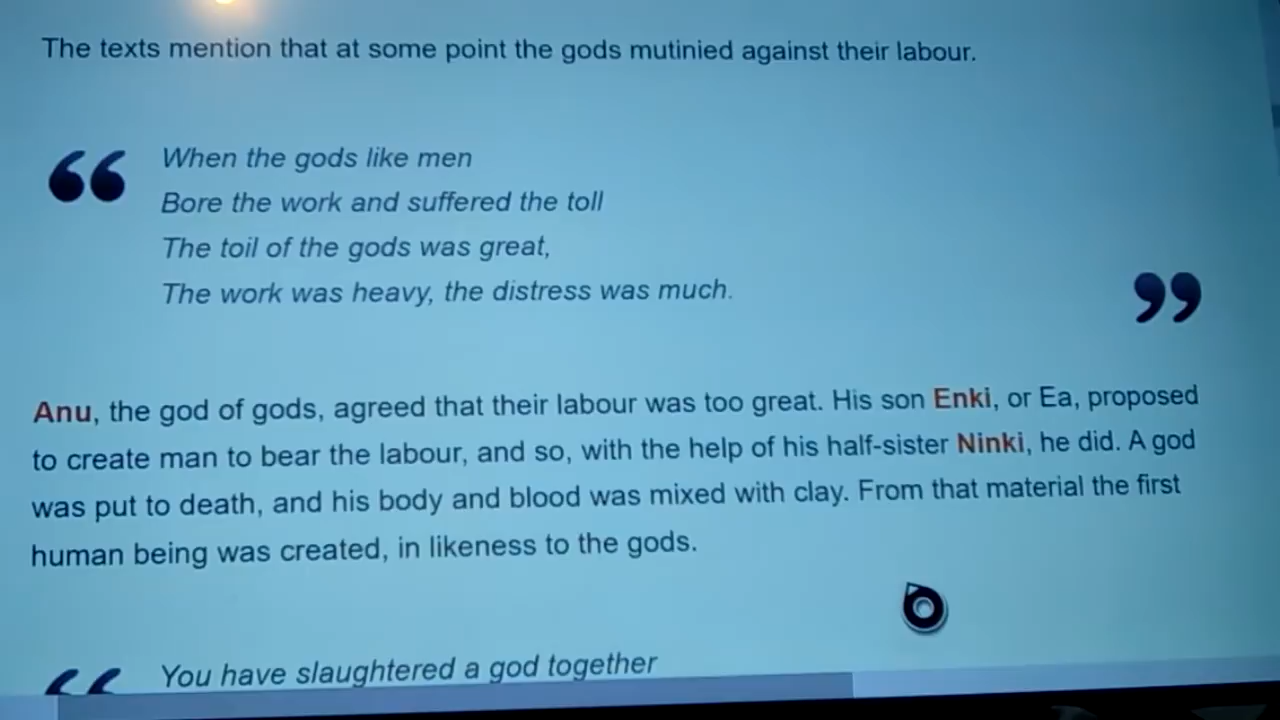 The texts mention that at some point the gods mutinied against their labour.
“
When the gods like men
Bore the work and suffered the toll
The toil of the gods was great,
The work was heavy, the distress was much.
”
Anu, the god of gods, agreed that their labour was too great. His son Enki, or Ea, proposed
to create man to bear the labour, and so, with the help of his half-sister Ninki, he did. A god
was put to death, and his body and blood was mixed with clay. From that material the first
human being was created, in likeness to the gods.
“
You have slaughtered a god together